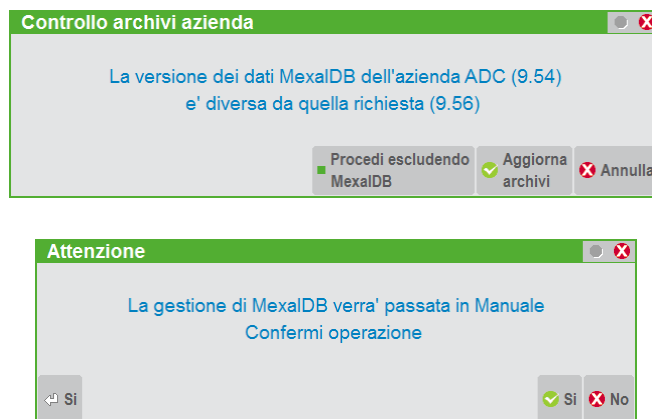 Controllo archivi azienda
La versione dei dati MexalDB dell'azienda ADC (9.54)
e' diversa da quella richiesta (9.56)
Procedi escludendo
MexalDB
Aggiorna
archivi
Annulla
Attenzione
La gestione di MexalDB verra' passata in Manuale
Confermi operazione
Si
Si
No